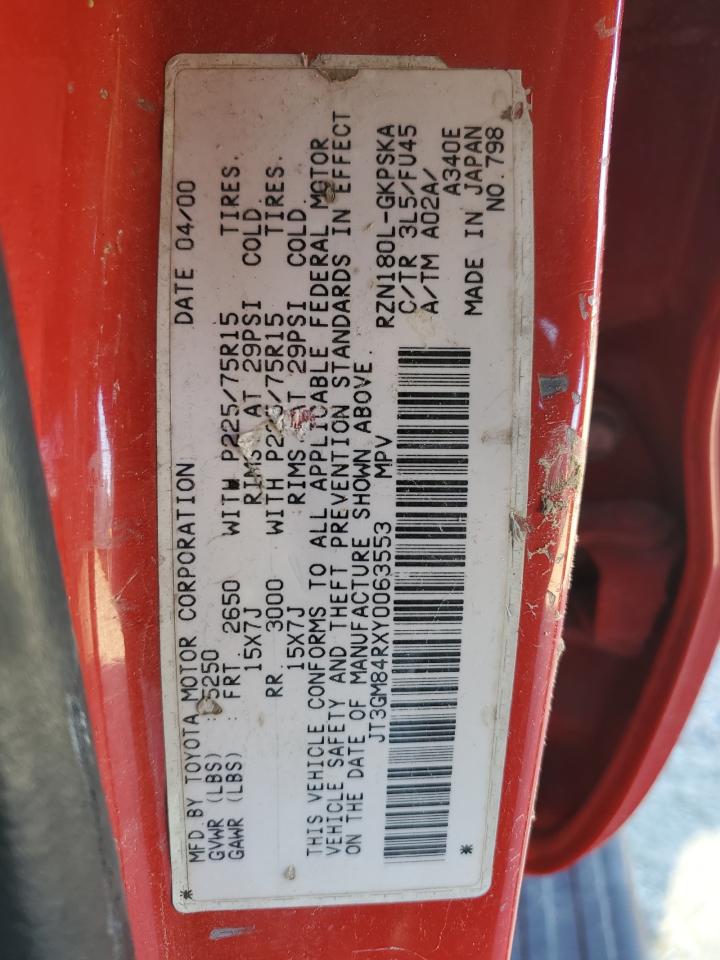 MFD. BY TOYOTA MOTOR CORPORATION DATE 04/00
GVWR (LBS) : 5250
GAWR (LBS) : FRT. 2650 WITH P225/75R15 TIRES.
15X7J RIMS AT 29PSI COLD.
RR. 3000 WITH P225/75R15 TIRES.
15X7J RIMS AT 29PSI COLD.
THIS VEHICLE CONFORMS TO ALL APPLICABLE FEDERAL MOTOR
VEHICLE SAFETY AND THEFT PREVENTION STANDARDS IN EFFECT
ON THE DATE OF MANUFACTURE SHOWN ABOVE.
JT3GM84RXY0063553 MPV RZN180L-GKPSKA
C/TR 3L5/FU45
A/TM A02A/
A340E
* * MADE IN JAPAN
NO.798